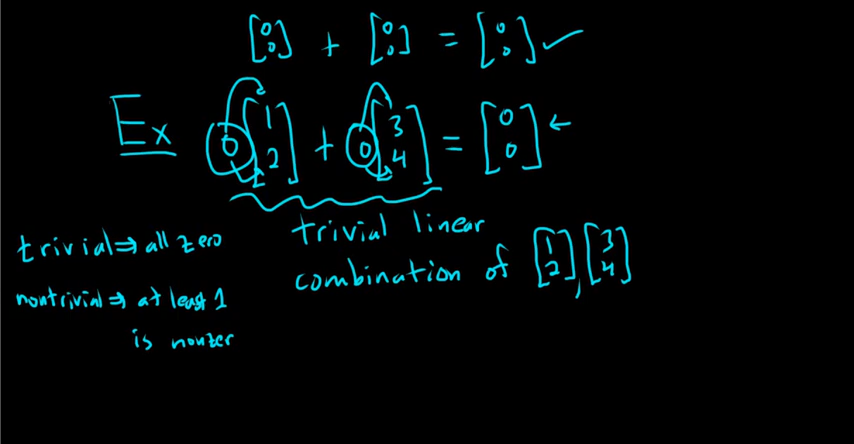 [0 0] + [0 0] = [0 0] ✓
Ex 0 [1 2] + 0 [3 4] = [0 0] ←
trivial linear
combination of [1 2], [3 4]
trivial ⇒ all zero
nontrivial ⇒ at least 1
is nonzer